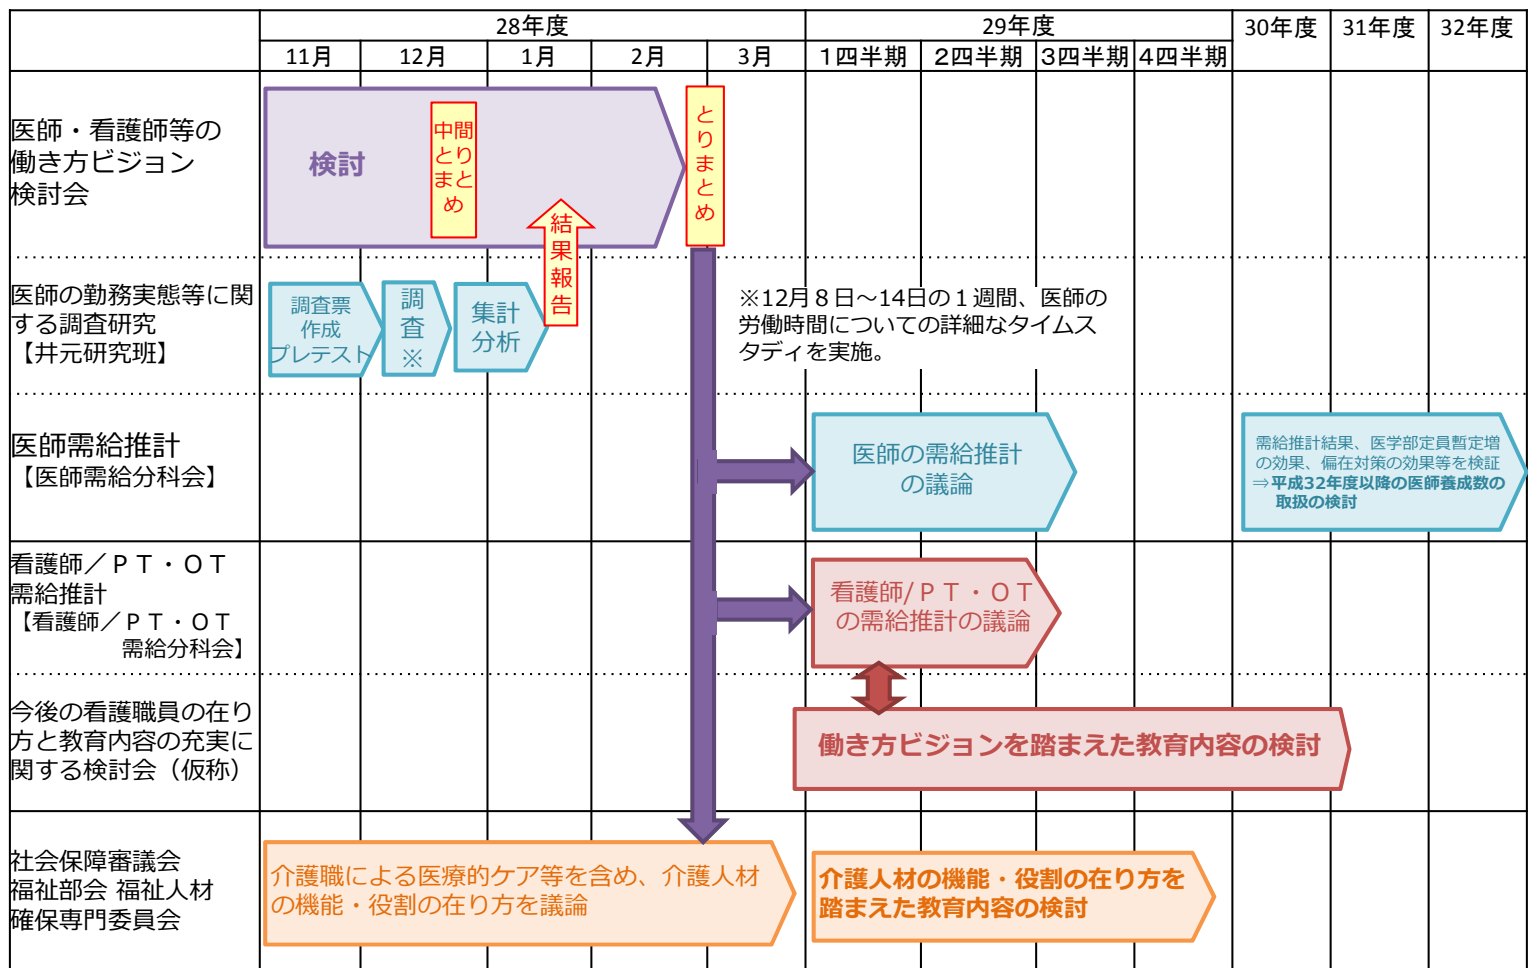 28年度
29年度
30年度
31年度
32年度
11月
12月
1月
2月
3月
1四半期
2四半期
3四半期
4四半期
医師・看護師等の
働き方ビジョン
検討会
検討
中間
とり
まと
め
とりまとめ
結果報告
医師の勤務実態等に関
する調査研究
【井元研究班】
調査票
作成
プレテスト
調
査
※
集計
分析
※12月８日～14日の１週間、医師の
労働時間についての詳細なタイムス
タディを実施。
医師需給推計
【医師需給分科会】
医師の需給推計
の議論
需給推計結果、医学部定員暫定増
の効果、偏在対策の効果等を検証
⇒平成32年度以降の医師養成数の
取扱の検討
看護師／ＰＴ・ＯＴ
需給推計
【看護師／ＰＴ・ＯＴ
需給分科会】
看護師/ＰＴ・ＯＴ
の需給推計の議論
今後の看護職員の在り
方と教育内容の充実に
関する検討会（仮称）
働き方ビジョンを踏まえた教育内容の検討
社会保障審議会
福祉部会 福祉人材
確保専門委員会
介護職による医療的ケア等を含め、介護人材
の機能・役割の在り方を議論
介護人材の機能・役割の在り方を
踏まえた教育内容の検討